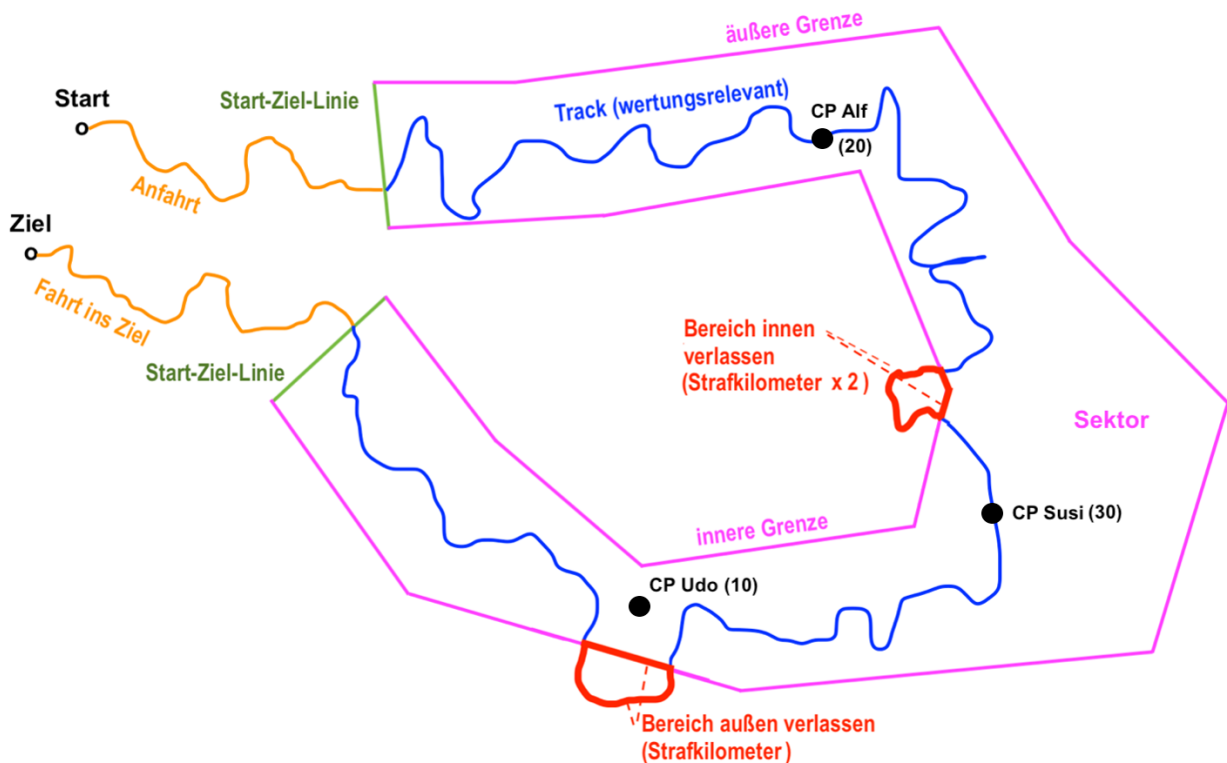 äußere Grenze
Start
Start-Ziel-Linie
Track (wertungsrelevant)
CP Alf
(20)
Anfahrt
Ziel
Fahrt ins Ziel
Start-Ziel-Linie
Bereich innen
verlassen
(Strafkilometer x 2 )
Sektor
CP Susi (30)
innere Grenze
CP Udo (10)
Bereich außen verlassen
(Strafkilometer )